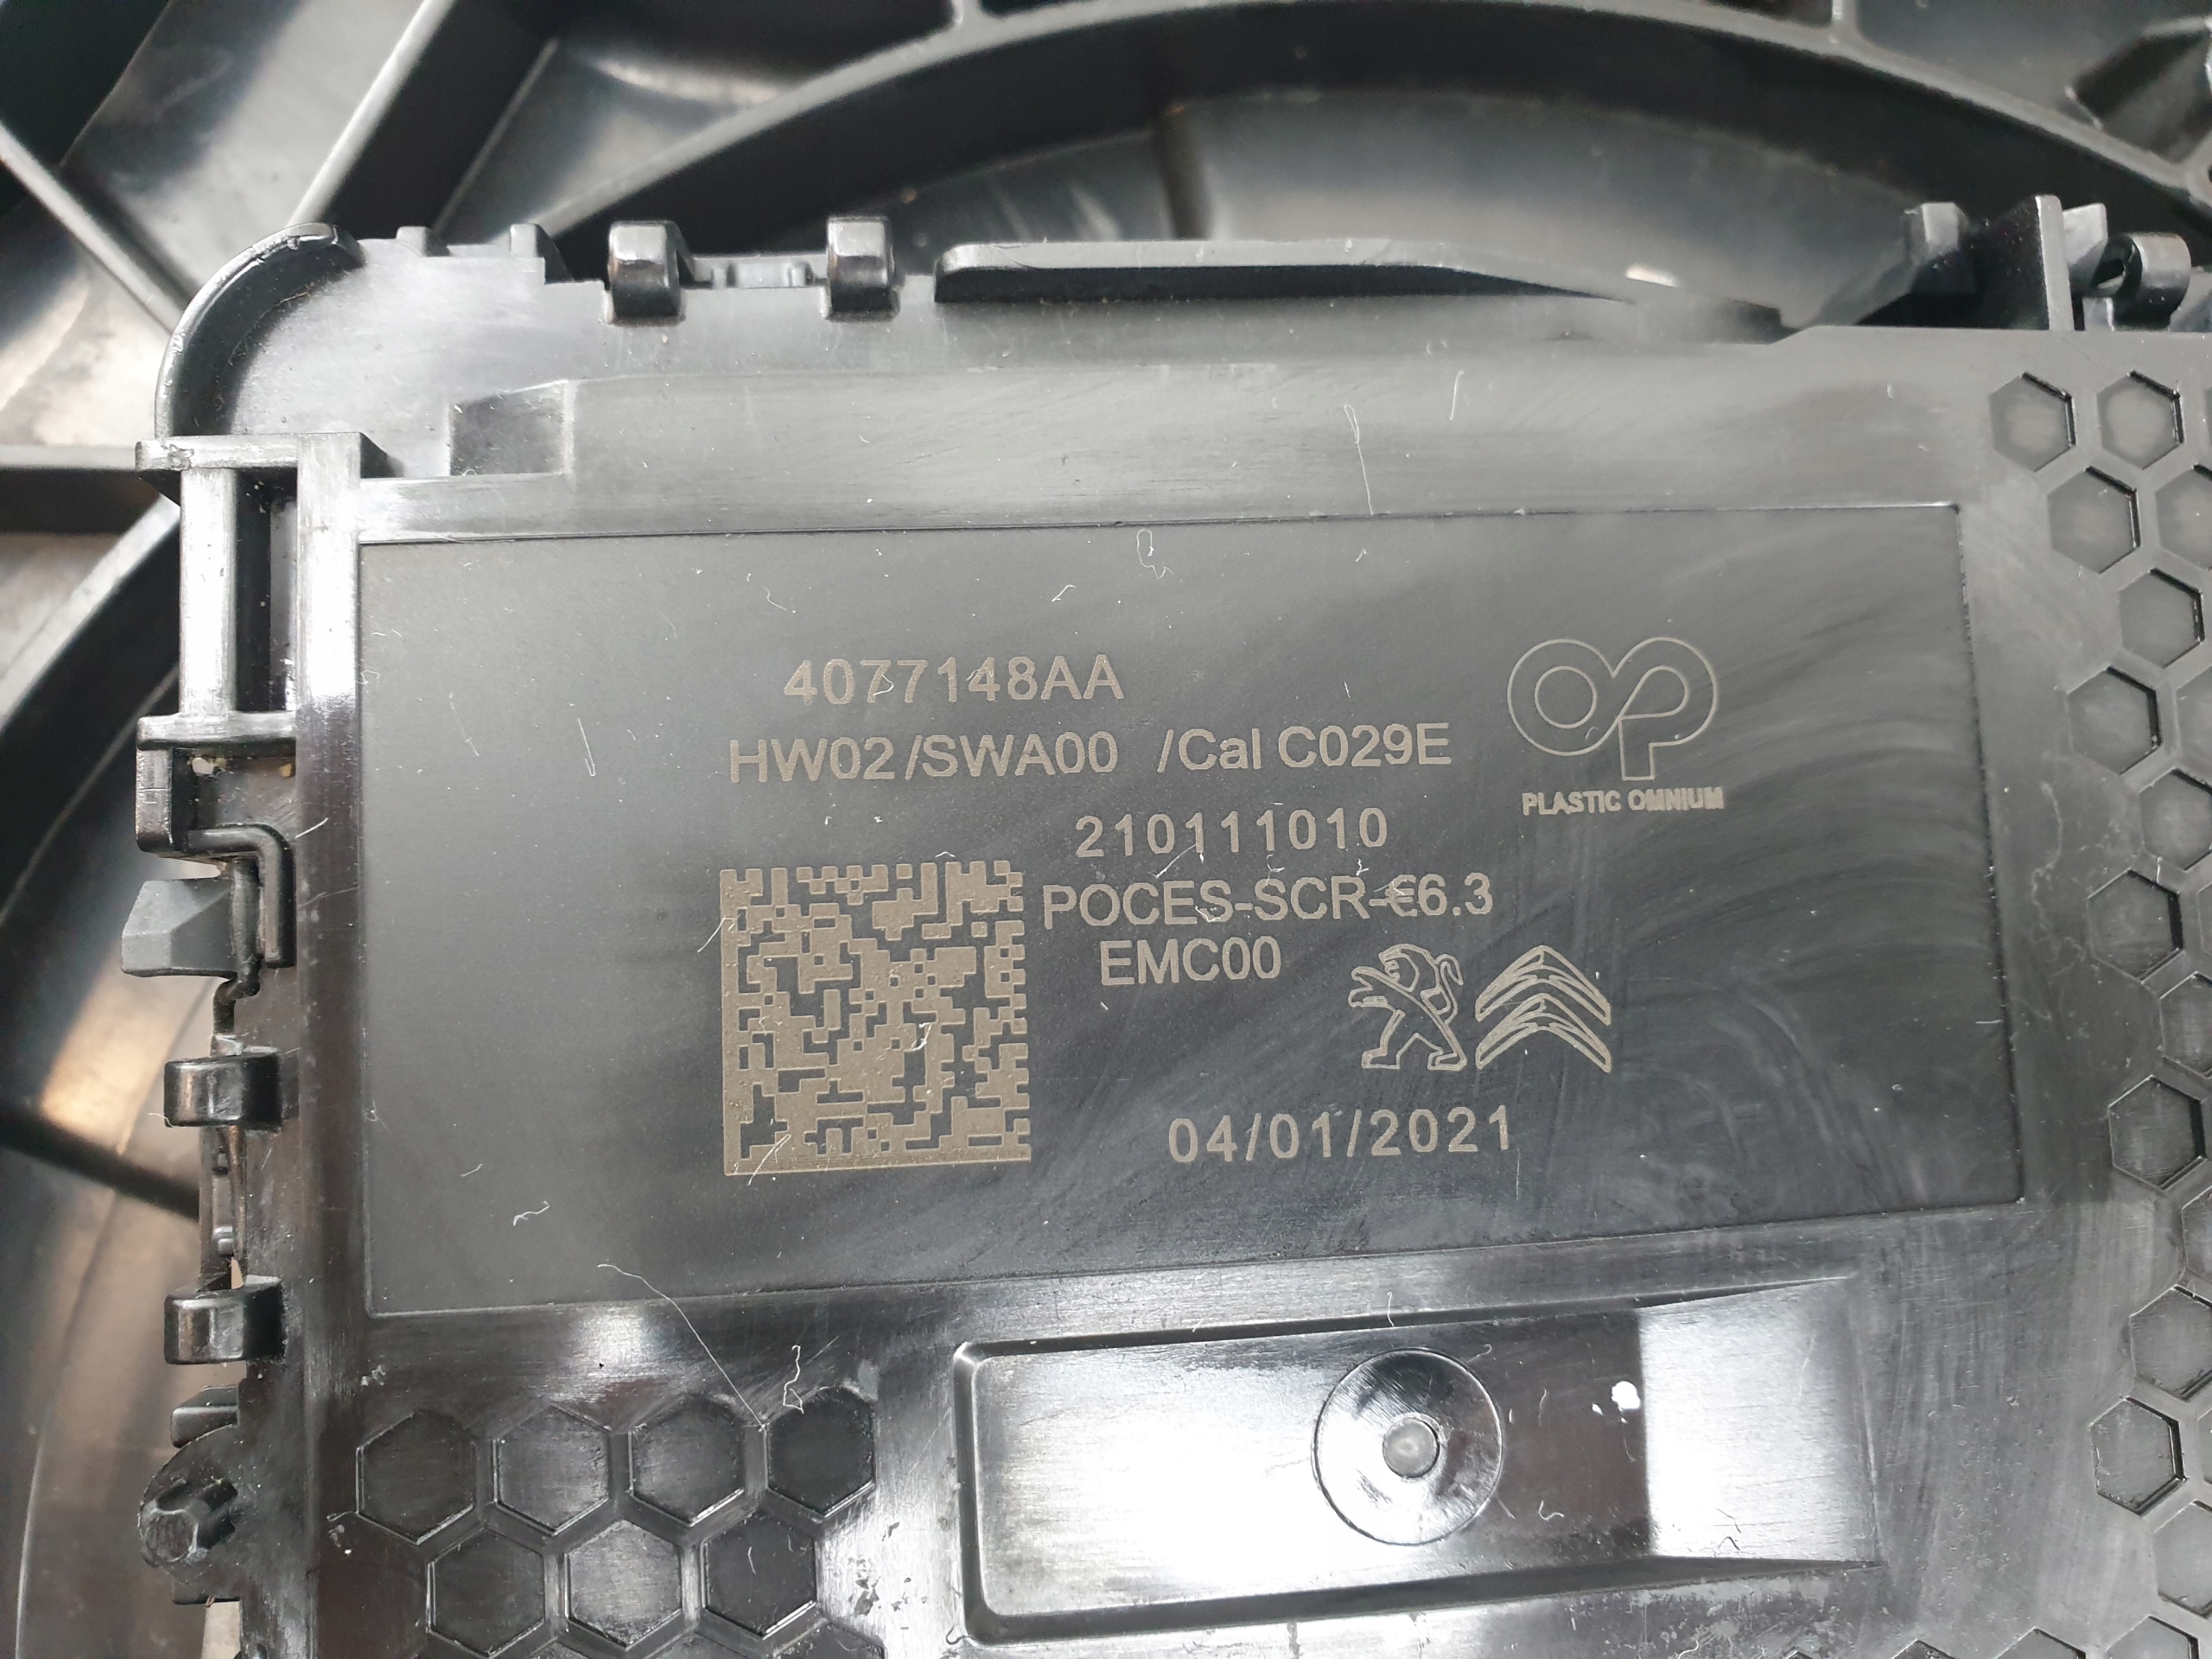 4077148AA
HW02/SWA00 /Cal C029E
PLASTIC OMNIUM
210111010
POCES-SCR-€6.3
EMC00
04/01/2021